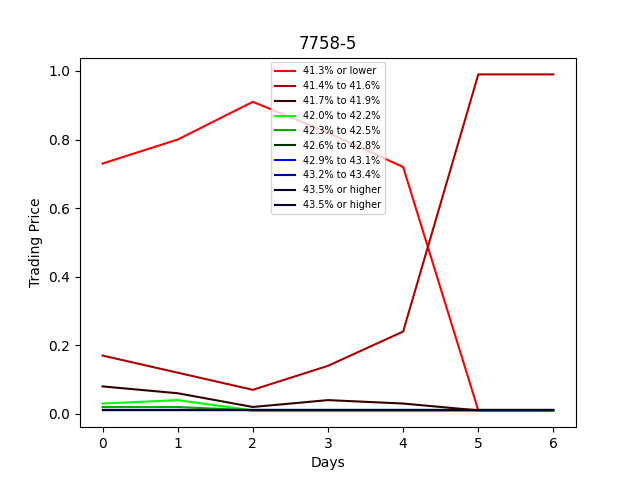 7758-5
1.0
0.8
0.6
0.4
0.2
0.0
Trading Price
41.3% or lower
41.4% to 41.6%
41.7% to 41.9%
42.0% to 42.2%
42.3% to 42.5%
42.6% to 42.8%
42.9% to 43.1%
43.2% to 43.4%
43.5% or higher
43.5% or higher
0 1 2 3 4 5 6
Days